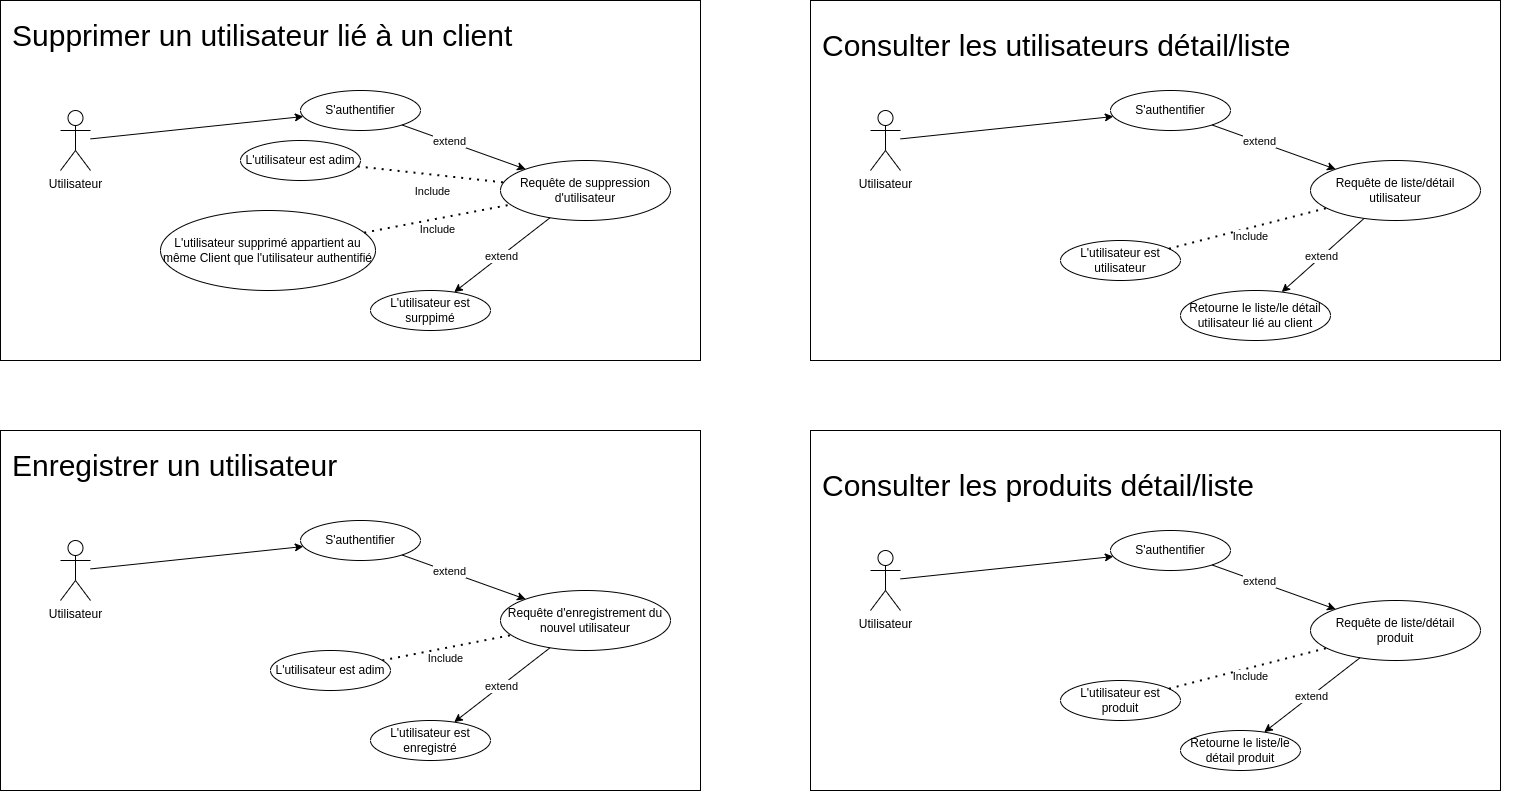 Supprimer un utilisateur lié à un client
S'authentifier
extend
L'utilisateur est adim
Utilisateur
Include
Requête de suppression
d'utilisateur
Include
L'utilisateur supprimé appartient au
même Client que l'utilisateur authentifié
extend
L'utilisateur est
surppimé
Consulter les utilisateurs détail/liste
S'authentifier
extend
Utilisateur
Requête de liste/détail
utilisateur
Include
L'utilisateur est
utilisateur
extend
Retourne le liste/le détail
utilisateur lié au client
Enregistrer un utilisateur
S'authentifier
extend
Utilisateur
Requête d'enregistrement du
nouvel utilisateur
Include
L'utilisateur est adim
extend
L'utilisateur est
enregistré
Consulter les produits détail/liste
S'authentifier
extend
Utilisateur
Requête de liste/détail
produit
Include
L'utilisateur est
produit
extend
Retourne le liste/le
détail produit